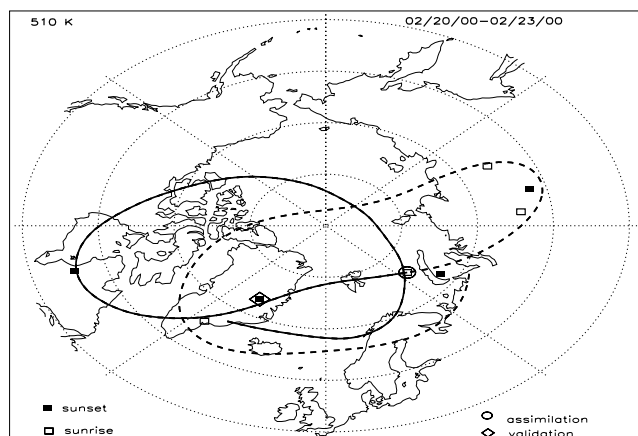 510 K
02/20/00–02/23/00
sunset
sunrise
assimilation
validation